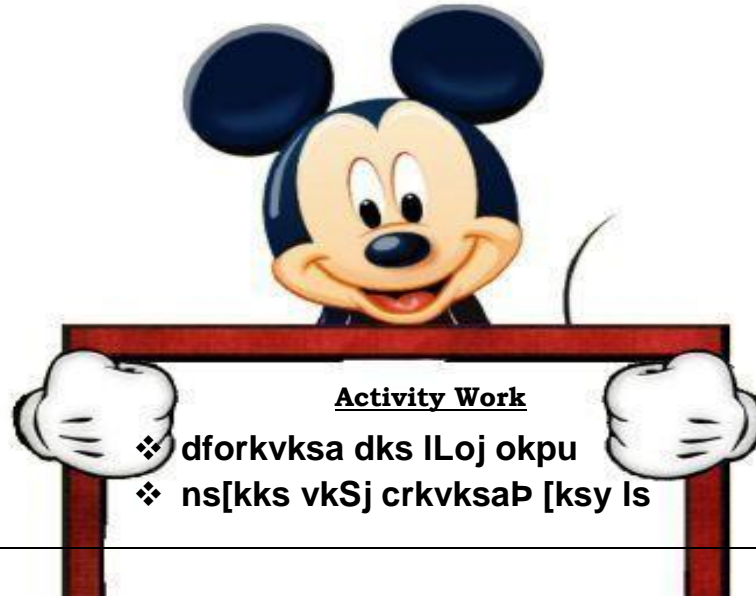 Activity Work
❖ dforkvksa dks lLoj okpu
❖ ns[kks vkSj crkvksaÞ [ksy ls